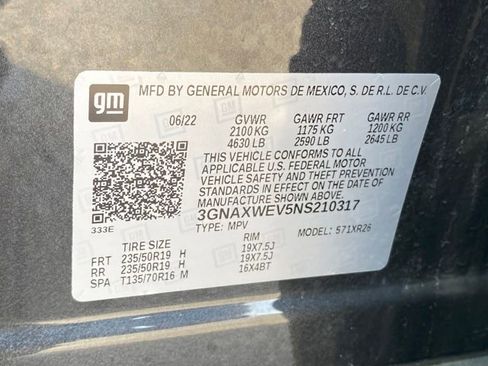 gm
MFD BY GENERAL MOTORS DE MEXICO, S. DE R.L. DE C.V.
06/22 GVWR GAWR FRT GAWR RR
2100 KG 1175 KG 1200 KG
4630 LB 2590 LB 2645 LB
THIS VEHICLE CONFORMS TO ALL
APPLICABLE U.S. FEDERAL MOTOR
VEHICLE SAFETY AND THEFT PREVENTION
STANDARDS IN EFFECT ON THE DATE OF
MANUFACTURE SHOWN ABOVE.
3GNAXWEV5NS210317
333E TYPE: MPV MODEL: 571XR26
TIRE SIZE RIM
FRT 235/50R19 H 19X7.5J
RR 235/50R19 H 19X7.5J
SPA T135/70R16 M 16X4BT